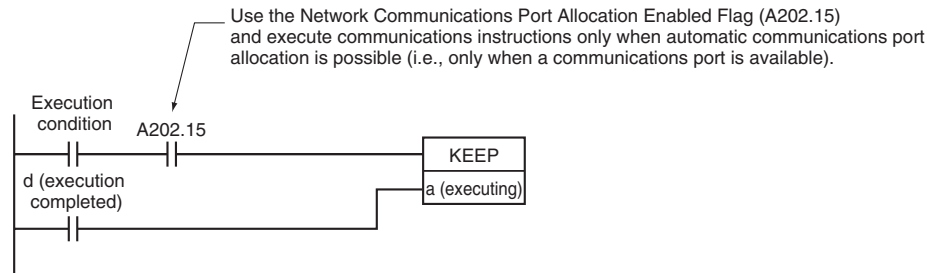 Use the Network Communications Port Allocation Enabled Flag (A202.15)
and execute communications instructions only when automatic communications port
allocation is possible (i.e., only when a communications port is available).
Execution
condition
A202.15
KEEP
a (executing)
d (execution
completed)